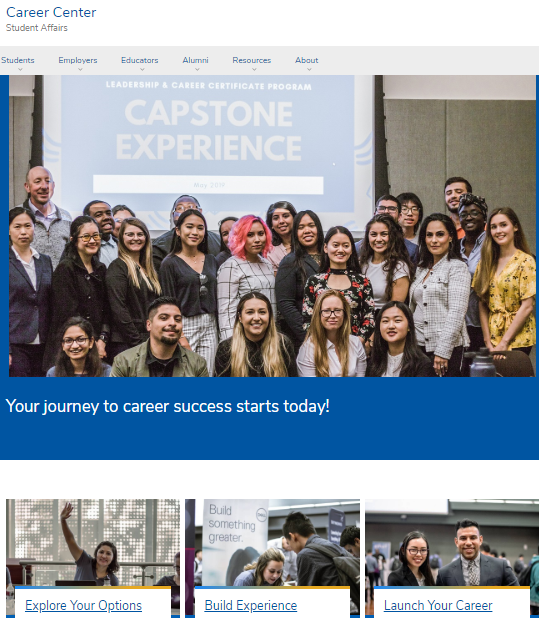 Career Center
Student Affairs
Students Employers Educators Alumni Resources About
LEADERSHIP & CAREER CERTIFICATE PROGRAM
CAPSTONE
EXPERIENCE
Your journey to career success starts today!
Build
something
greater.
Explore Your Options
Build Experience
Launch Your Career